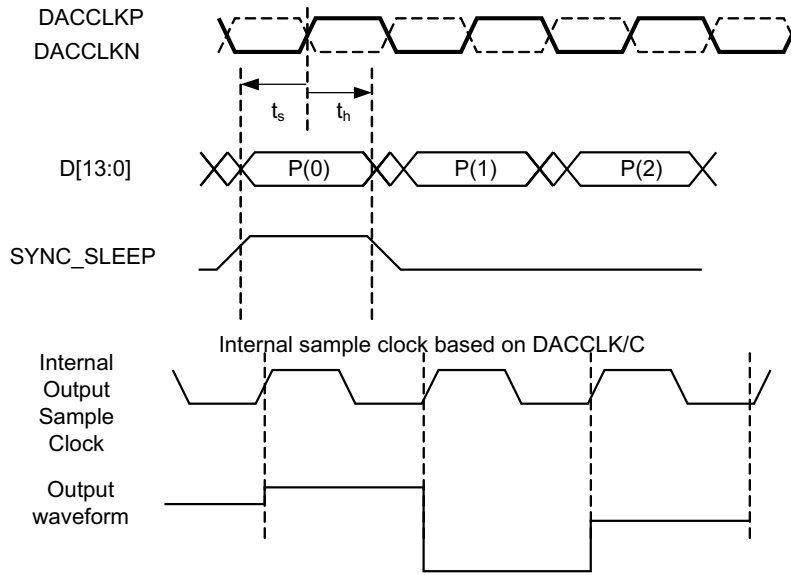 DACCLKP
DACCLKN
ts
th
D[13:0]
P(0)
P(1)
P(2)
SYNC_SLEEP
Internal sample clock based on DACCLK/C
Internal
Output
Sample
Clock
Output
waveform